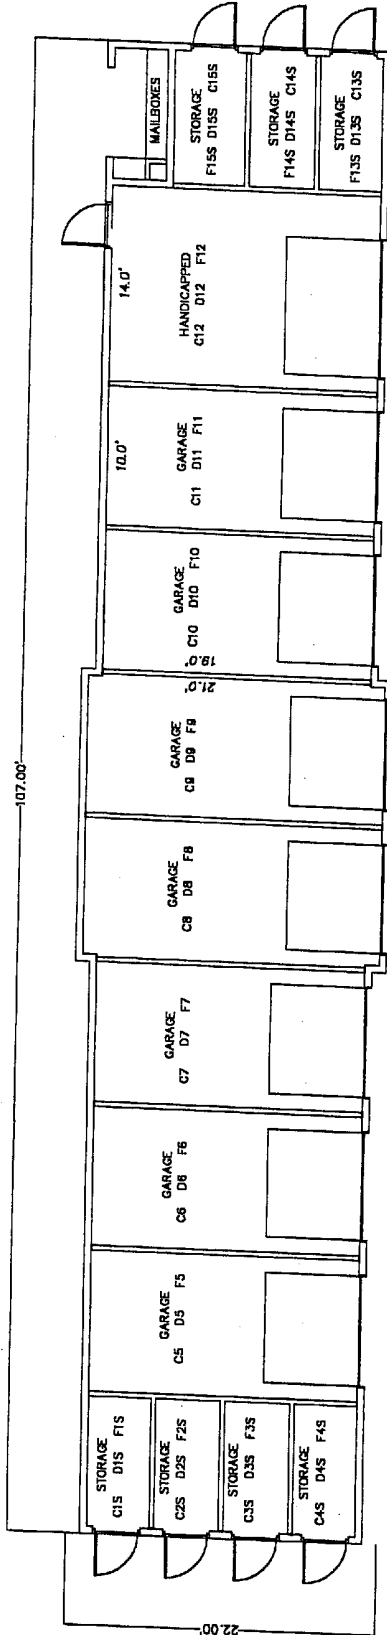 MAILBOXES
STORAGE
F15S D15S C15S
STORAGE
F14S D14S C14S
STORAGE
F13S D13S C13S
14.0'
HANDICAPPED
C12 D12 F12
10.0'
GARAGE
C11 D11 F11
GARAGE
C10 D10 F10
19.0'
21.0'
GARAGE
C9 D9 F9
107.00'
GARAGE
C8 D8 F8
GARAGE
C7 D7 F7
GARAGE
C6 D6 F6
GARAGE
C5 D5 F5
STORAGE
C1S D1S F1S
STORAGE
C2S D2S F2S
STORAGE
C3S D3S F3S
STORAGE
C4S D4S F4S
22.00'